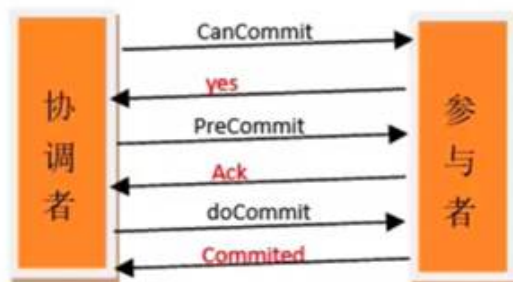 协调者
CanCommit
yes
PreCommit
Ack
doCommit
Commited
参与者